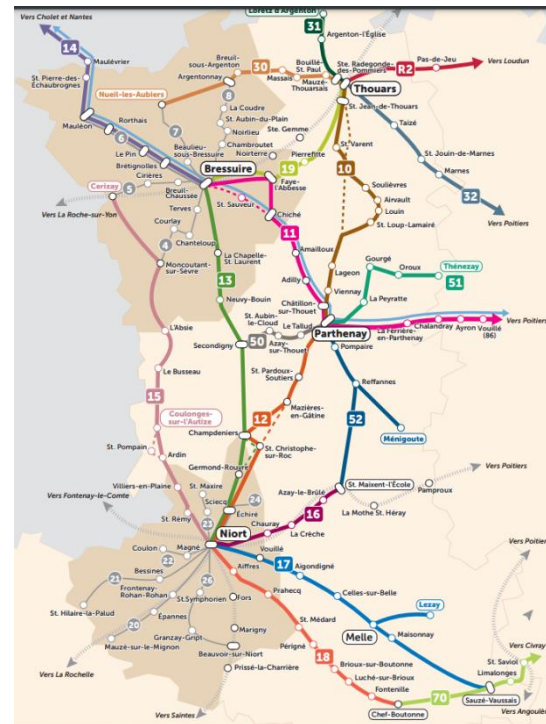 Vers Cholet et Nantes
Loretz d'Argenton
31
Argenton-l'Église
14
Maulévrier
Breuil-
sous-Argenton
30
Bouillé-
St. Paul
Ste. Radegonde-
des-Pommiers
Pas-de-Jeu
R2
Vers Loudun
St. Pierre-des-
Échaubrognes
Argentonnay
Massais
Mauzé-
Thouarsais
Thouars
Nueil-les-Aubiers
8
La Coudre
St. Jean-de-Thouars
Rorthais
St. Aubin-du-Plain
Ste. Gemme
Taizé
Mauléon
7
Noirlieu
6
Beaulieu-
sous-Bressuire
Chambroutet
St. Varent
Le Pin
Noirterre
Pierrefitte
10
St. Jouin-de-Marnes
Brétignolles
Bressuire
19
Cirières
Faye-
l'Abbesse
Soulièvres
Marnes
Cerizay
5
Breuil-
Chaussée
Airvault
32
Vers La Roche-sur-Yon
Terves
St. Sauveur
Chiché
Louin
Courlay
11
St. Loup-Lamairé
4
Chanteloup
Amailloux
Vers Poitiers
Moncoutant-
sur-Sèvre
La Chapelle-
St. Laurent
Gourgé
13
Adilly
Lageon
Oroux
Thénezay
Neuvy-Bouin
Châtillon-
sur-Thouet
Viennay
51
La Peyratte
St. Aubin-
le-Cloud
Le Tallud
Vers Poitiers
L'Absie
50
Parthenay
La Ferrière-
en-Parthenay
Chalandray
Ayron
Vouillé
(86)
Secondigny
Azay-
sur-Thouet
Pompaire
Le Busseau
St. Pardoux-
Soutiers
Reffannes
15
Mazières-
en-Gâtine
52
Coulonges-
sur-l'Autize
12
Ménigoute
Champdeniers
St. Pompain
St. Christophe-
sur-Roc
Ardin
Germond-Rouvre
Vers Poitiers
Villiers-en-Plaine
St. Maxire
24
Azay-le-Brûlé
St. Maixent l'École
Pamproux
Vers Fontenay-le-Comte
Sciecq
Échiré
16
23
Chauray
La Mothe St. Héray
St. Rémy
La Crèche
Niort
Coulon
Magné
Vouillé
Vers Poitiers
22
17
Bessines
Aiffres
Aigondigné
21
26
Frontenay-
Rohan-Rohan
St.Symphorien
Fors
Prahecq
Celles-sur-Belle
Lezay
St. Hilaire-la-Palud
Épannes
20
Marigny
St. Médard
Melle
Granzay-Gript
Maisonnay
Mauzé-sur-le-Mignon
Beauvoir-sur-Niort
Périgné
Vers Civray
18
Brioux-sur-Boutonne
St. Saviol
Prissé-la-Charrière
Luché-sur-Brioux
Limalonges
Vers La Rochelle
Fontenille
70
Sauzé-Vaussais
Vers Saintes
Chef-Boutonne
Vers Angoulê